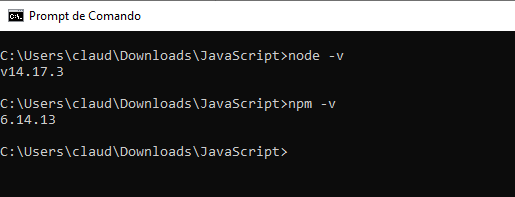 Prompt de Comando
C:\Users\claud\Downloads\JavaScript>node -v
v14.17.3
C:\Users\claud\Downloads\JavaScript>npm -v
6.14.13
C:\Users\claud\Downloads\JavaScript>